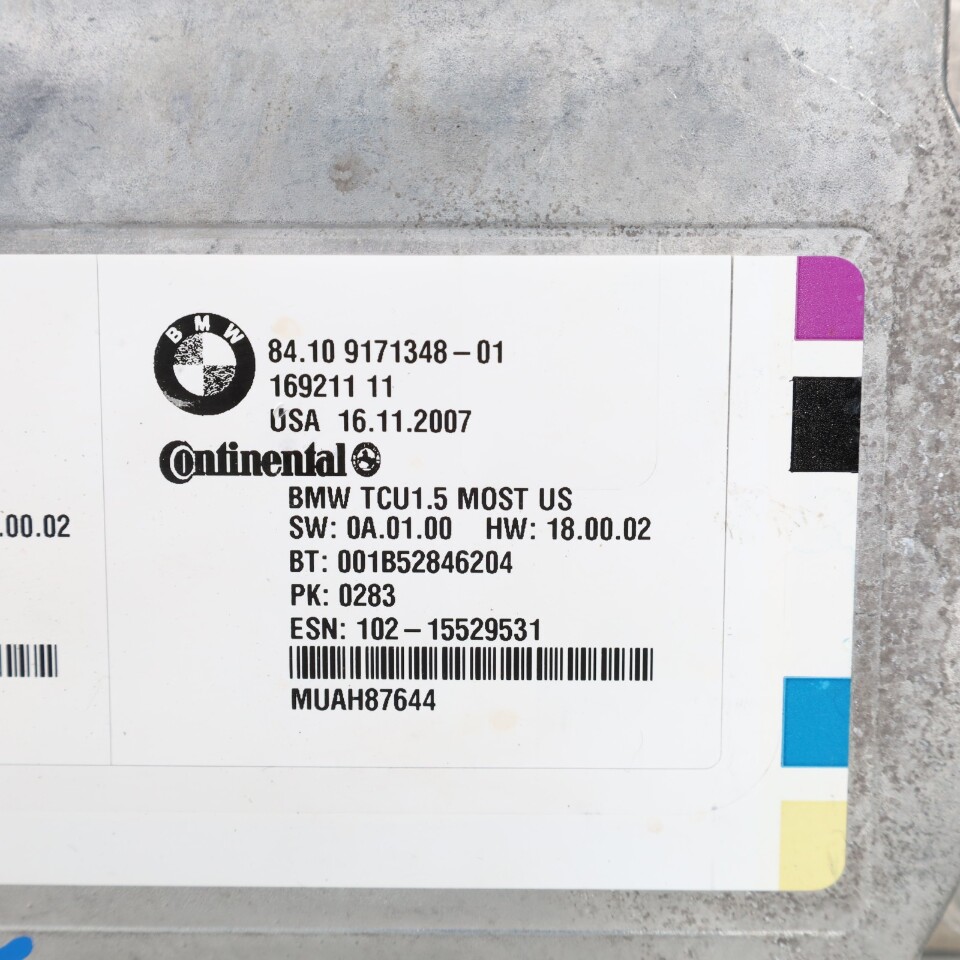 BMW
84.10 9171348-01
169211 11
USA 16.11.2007
Continental
BMW TCU1.5 MOST US
SW: 0A.01.00 HW: 18.00.02
.00.02
BT: 001B52846204
PK: 0283
ESN: 102-15529531
MUAH87644